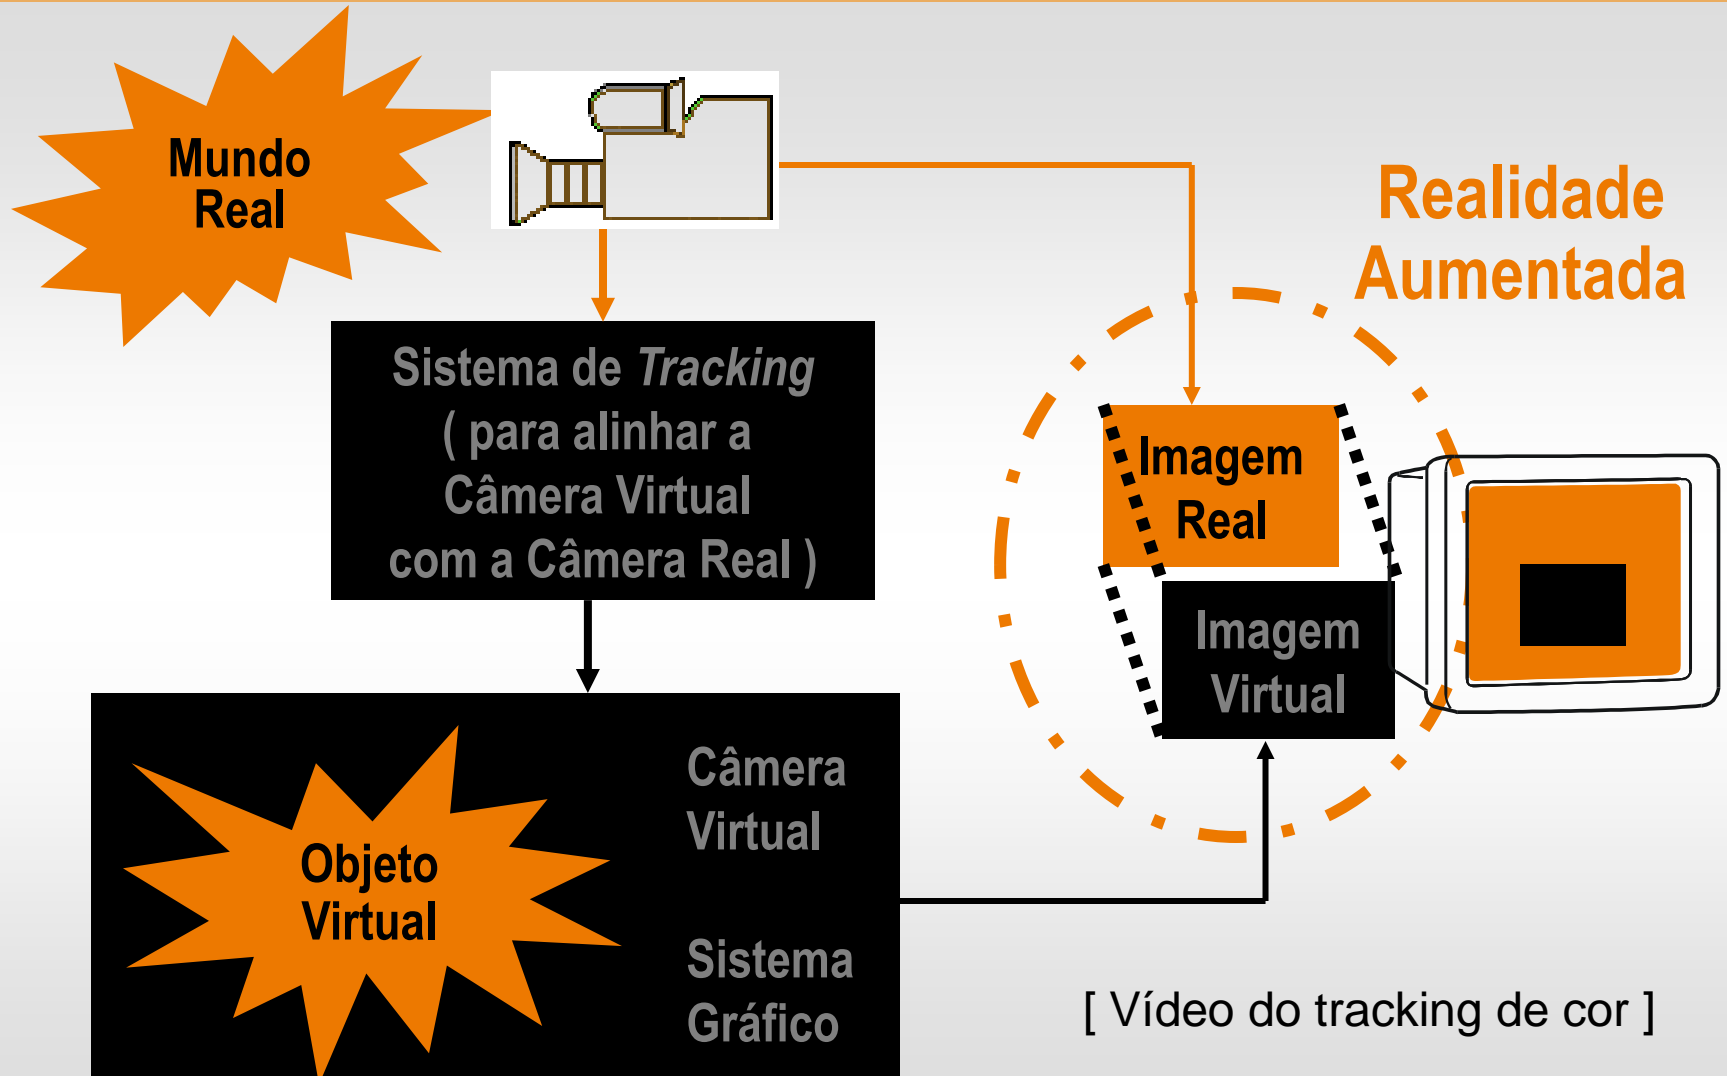 Mundo
Real
Realidade
Aumentada
Sistema de Tracking
( para alinhar a
Câmera Virtual
com a Câmera Real )
Imagem
Real
Imagem
Virtual
Câmera
Virtual
Objeto
Virtual
Sistema
Gráfico
[ Vídeo do tracking de cor ]